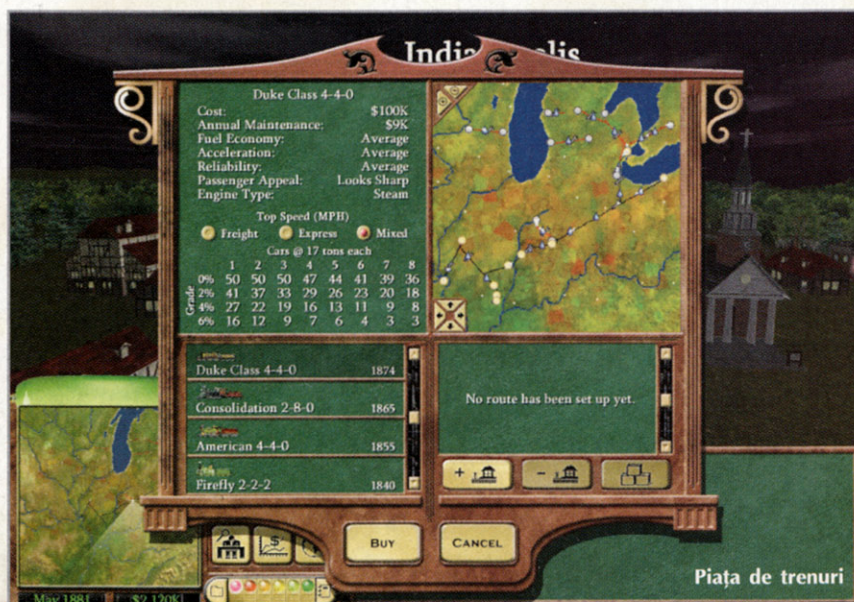 Duke Class 4-4-0
Cost: $100K
Annual Maintenance: $9K
Fuel Economy: Average
Acceleration: Average
Reliability: Average
Passenger Appeal: Looks Sharp
Engine Type: Steam
Top Speed (MPH)
Freight Express Mixed
Cars @ 17 tons each
1 2 3 4 5 6 7 8
Grade
0% 50 50 50 47 44 41 39 36
2% 41 37 33 29 26 23 20 18
4% 27 22 19 16 13 11 9 8
6% 16 12 9 7 6 4 3 3
Duke Class 4-4-0 1874
Consolidation 2-8-0 1865
American 4-4-0 1855
Firefly 2-2-2 1840
No route has been set up yet.
BUY
CANCEL
May 1881 $2,120K
Piața de trenuri